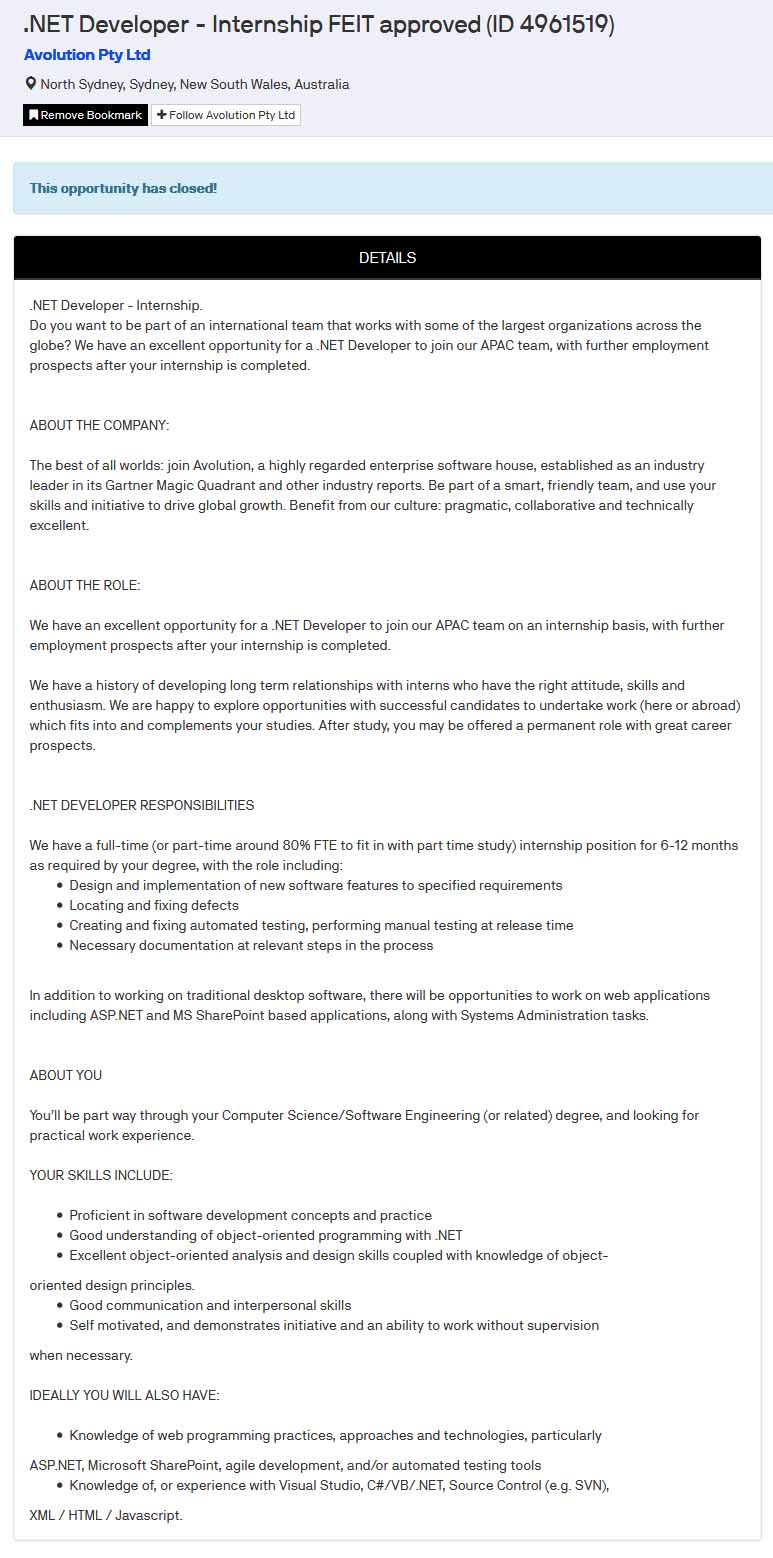 .NET Developer - Internship FEIT approved (ID 4961519)
Avolution Pty Ltd
North Sydney, Sydney, New South Wales, Australia
Remove Bookmark
Follow Avolution Pty Ltd
This opportunity has closed!
DETAILS
.NET Developer - Internship.
Do you want to be part of an international team that works with some of the largest organizations across the
globe? We have an excellent opportunity for a .NET Developer to join our APAC team, with further employment
prospects after your internship is completed.
ABOUT THE COMPANY:
The best of all worlds: join Avolution, a highly regarded enterprise software house, established as an industry
leader in its Gartner Magic Quadrant and other industry reports. Be part of a smart, friendly team, and use your
skills and initiative to drive global growth. Benefit from our culture: pragmatic, collaborative and technically
excellent.
ABOUT THE ROLE:
We have an excellent opportunity for a .NET Developer to join our APAC team on an internship basis, with further
employment prospects after your internship is completed.
We have a history of developing long term relationships with interns who have the right attitude, skills and
enthusiasm. We are happy to explore opportunities with successful candidates to undertake work (here or abroad)
which fits into and complements your studies. After study, you may be offered a permanent role with great career
prospects.
.NET DEVELOPER RESPONSIBILITIES
We have a full-time (or part-time around 80% FTE to fit in with part time study) internship position for 6-12 months
as required by your degree, with the role including:
• Design and implementation of new software features to specified requirements
• Locating and fixing defects
• Creating and fixing automated testing, performing manual testing at release time
• Necessary documentation at relevant steps in the process
In addition to working on traditional desktop software, there will be opportunities to work on web applications
including ASP.NET and MS SharePoint based applications, along with Systems Administration tasks.
ABOUT YOU
You'll be part way through your Computer Science/Software Engineering (or related) degree, and looking for
practical work experience.
YOUR SKILLS INCLUDE:
• Proficient in software development concepts and practice
• Good understanding of object-oriented programming with .NET
• Excellent object-oriented analysis and design skills coupled with knowledge of object-
oriented design principles.
• Good communication and interpersonal skills
• Self motivated, and demonstrates initiative and an ability to work without supervision
when necessary.
IDEALLY YOU WILL ALSO HAVE:
• Knowledge of web programming practices, approaches and technologies, particularly
ASP.NET, Microsoft SharePoint, agile development, and/or automated testing tools
• Knowledge of, or experience with Visual Studio, C#/VB/.NET, Source Control (e.g. SVN),
XML / HTML / Javascript.